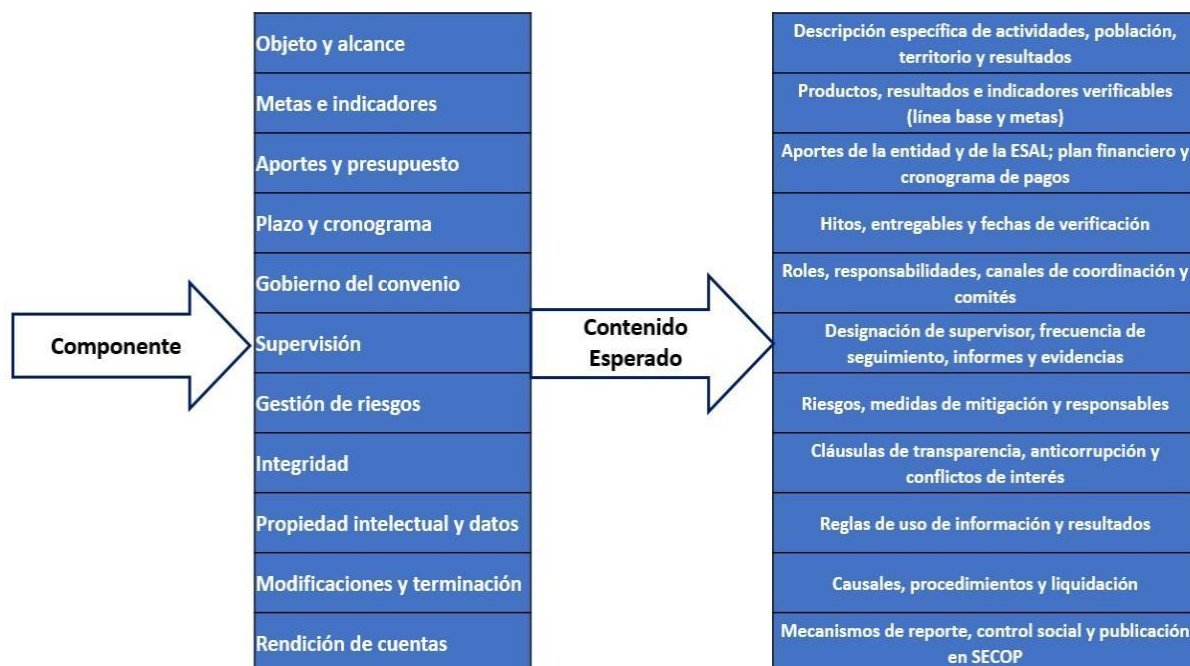 Componente
Objeto y alcance
Metas e indicadores
Aportes y presupuesto
Plazo y cronograma
Gobierno del convenio
Supervisión
Gestión de riesgos
Integridad
Propiedad intelectual y datos
Modificaciones y terminación
Rendición de cuentas
Contenido
Esperado
Descripción específica de actividades, población,
territorio y resultados
Productos, resultados e indicadores verificables
(línea base y metas)
Aportes de la entidad y de la ESAL; plan financiero y
cronograma de pagos
Hitos, entregables y fechas de verificación
Roles, responsabilidades, canales de coordinación y
comités
Designación de supervisor, frecuencia de
seguimiento, informes y evidencias
Riesgos, medidas de mitigación y responsables
Cláusulas de transparencia, anticorrupción y
conflictos de interés
Reglas de uso de información y resultados
Causales, procedimientos y liquidación
Mecanismos de reporte, control social y publicación
en SECOP